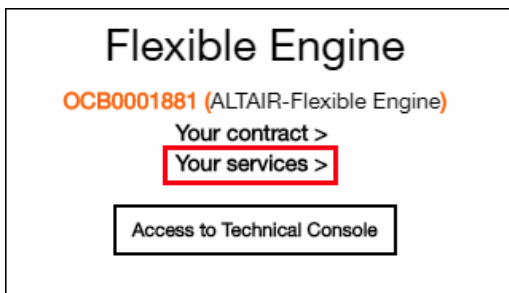 Flexible Engine
OCB0001881 (ALTAIR-Flexible Engine)
Your contract >
Your services >
Access to Technical Console